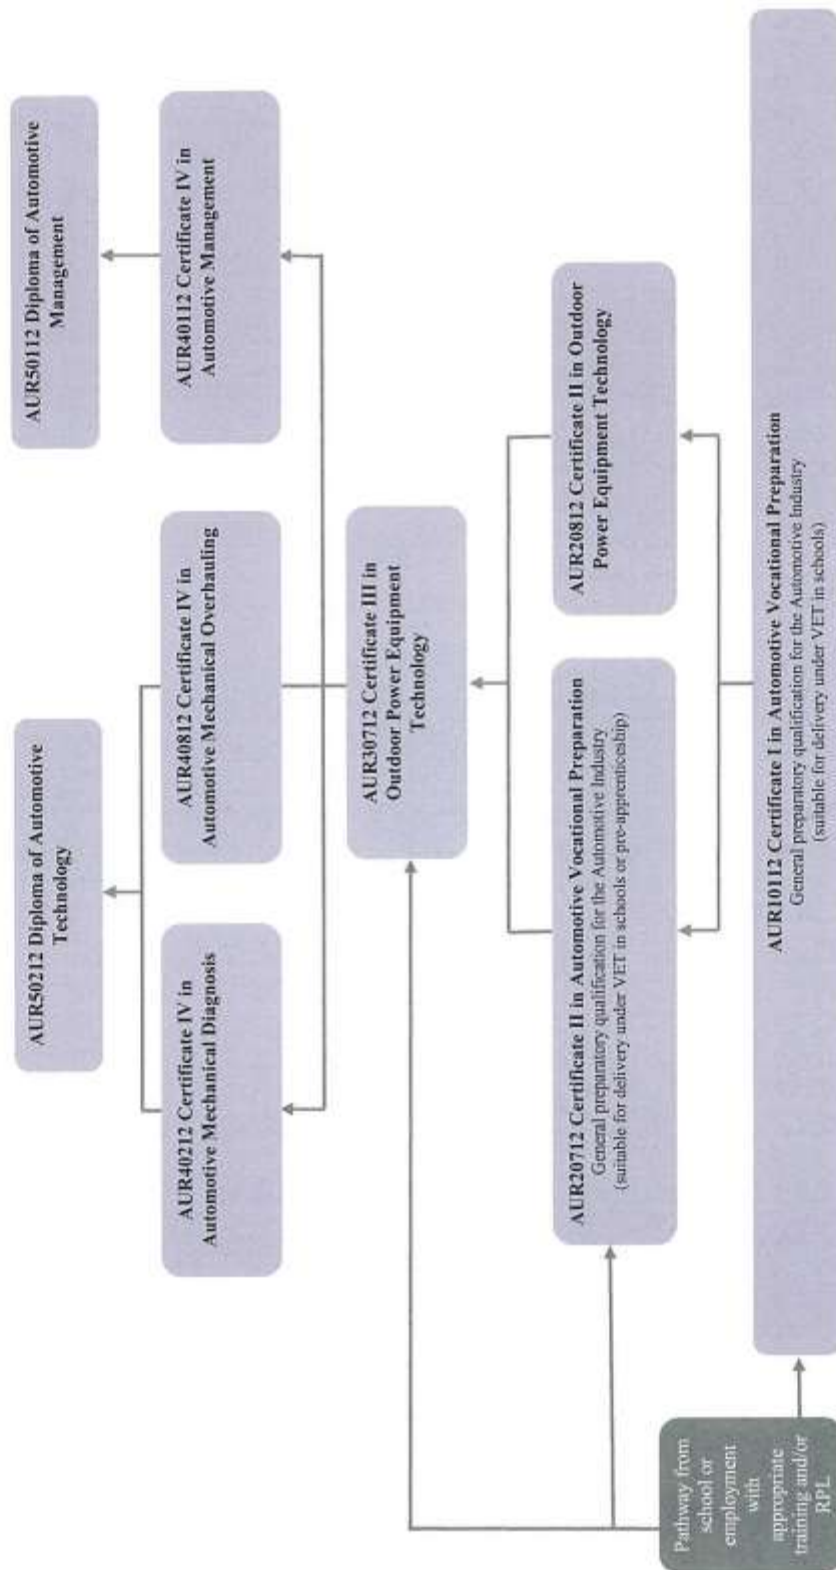 AUR50212 Diploma of Automotive
Technology
AUR50112 Diploma of Automotive
Management
AUR40212 Certificate IV in
Automotive Mechanical Diagnosis
AUR40812 Certificate IV in
Automotive Mechanical Overhauling
AUR40112 Certificate IV in
Automotive Management
AUR30712 Certificate III in
Outdoor Power Equipment
Technology
AUR20712 Certificate II in Automotive Vocational Preparation
General preparatory qualification for the Automotive Industry
(suitable for delivery under VET in schools or pre-apprenticeship)
AUR20812 Certificate II in Outdoor
Power Equipment Technology
Pathway from
school or
employment
with
appropriate
training and/or
RPL
AUR10112 Certificate I in Automotive Vocational Preparation
General preparatory qualification for the Automotive Industry
(suitable for delivery under VET in schools)